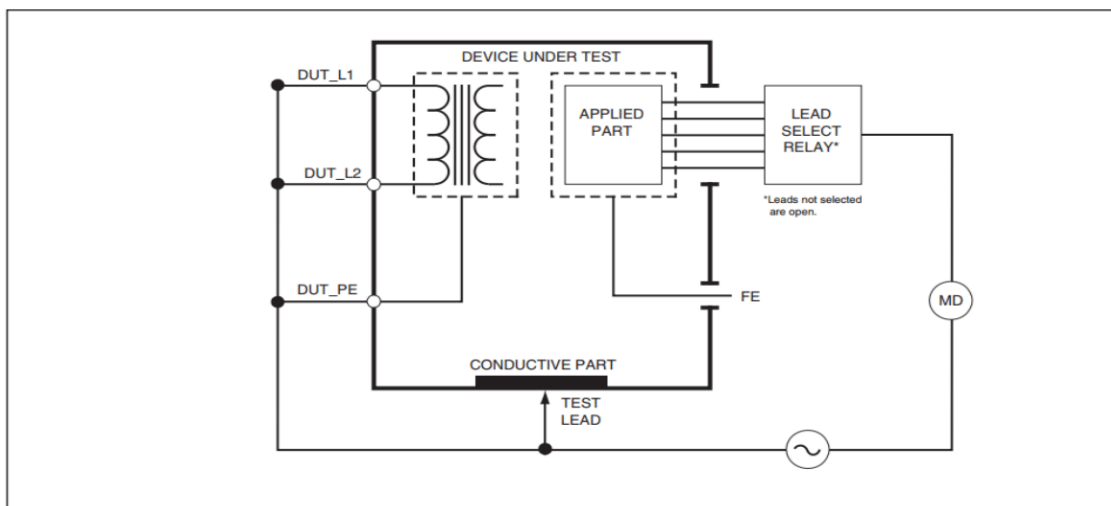 DEVICE UNDER TEST
DUT_L1
APPLIED
PART
LEAD
SELECT
RELAY*
DUT_L2
*Leads not selected
are open.
DUT_PE
FE
MD
CONDUCTIVE PART
TEST
LEAD